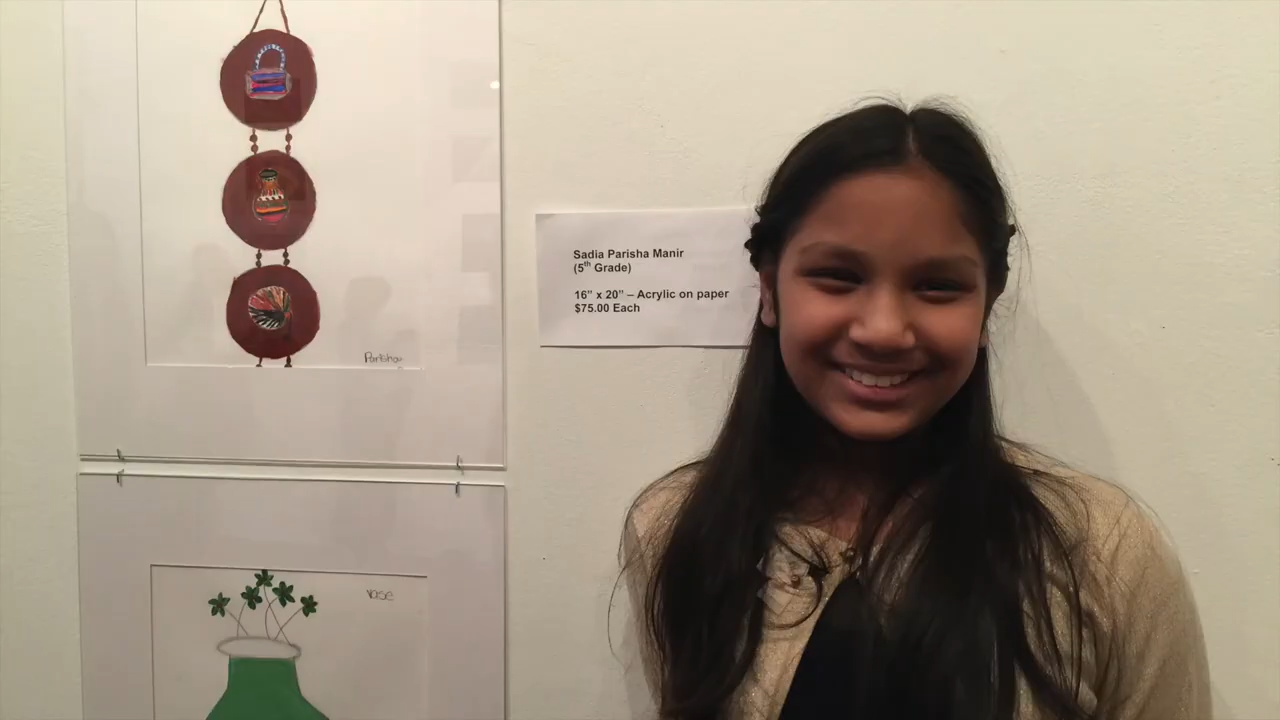 Sadia Parisha Manir
(5th Grade)
16” x 20” – Acrylic on paper
$75.00 Each
Parisha
vase